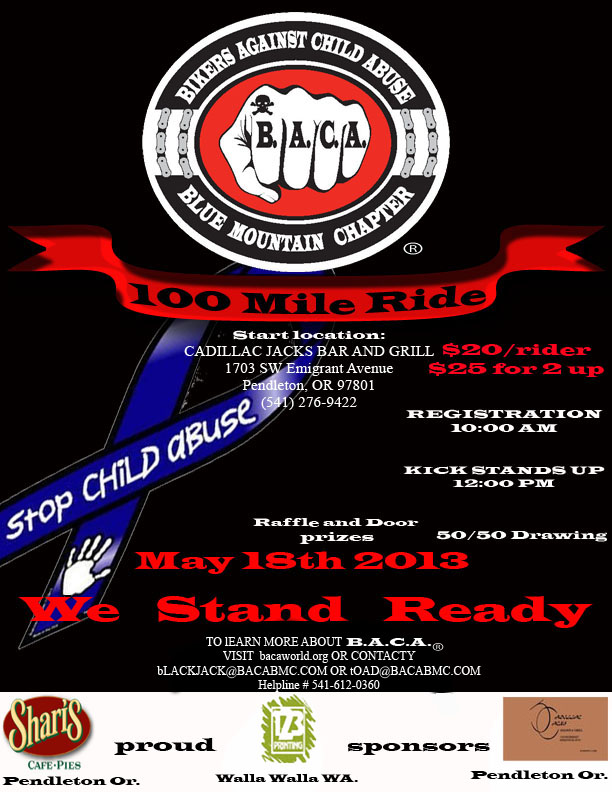 BIKERS AGAINST CHILD ABUSE
B.A.C.A.
BLUE MOUNTAIN CHAPTER
®
100 Mile Ride
Start location:
CADILLAC JACKS BAR AND GRILL
1703 SW Emigrant Avenue
Pendleton, OR 97801
(541) 276-9422
$20/rider
$25 for 2 up
REGISTRATION
10:00 AM
KICK STANDS UP
12:00 PM
StoP CHiLD aBUSE
Raffle and Door
prizes
50/50 Drawing
May 18th 2013
We Stand Ready
TO lEARN MORE ABOUT B.A.C.A.®
VISIT bacaworld.org OR CONTACTY
bLACKJACK@BACABMC.COM OR tOAD@BACABMC.COM
Helpline # 541-612-0360
Shari's
CAFE • PIES
Pendleton Or.
proud
173
PRINTING
Walla Walla WA.
sponsors
Pendleton Or.